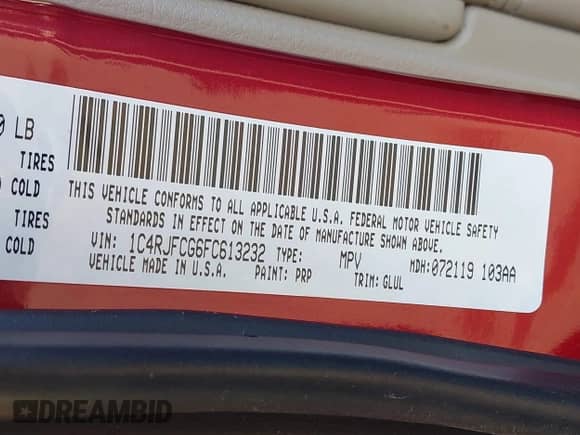 0 LB
TIRES
COLD
TIRES
COLD
THIS VEHICLE CONFORMS TO ALL APPLICABLE U.S.A. FEDERAL MOTOR VEHICLE SAFETY
STANDARDS IN EFFECT ON THE DATE OF MANUFACTURE SHOWN ABOVE.
VIN: 1C4RJFCG6FC613232 TYPE: MPV MDH: 072119 103AA
VEHICLE MADE IN U.S.A. PAINT: PRP TRIM: GLUL
DREAMBID